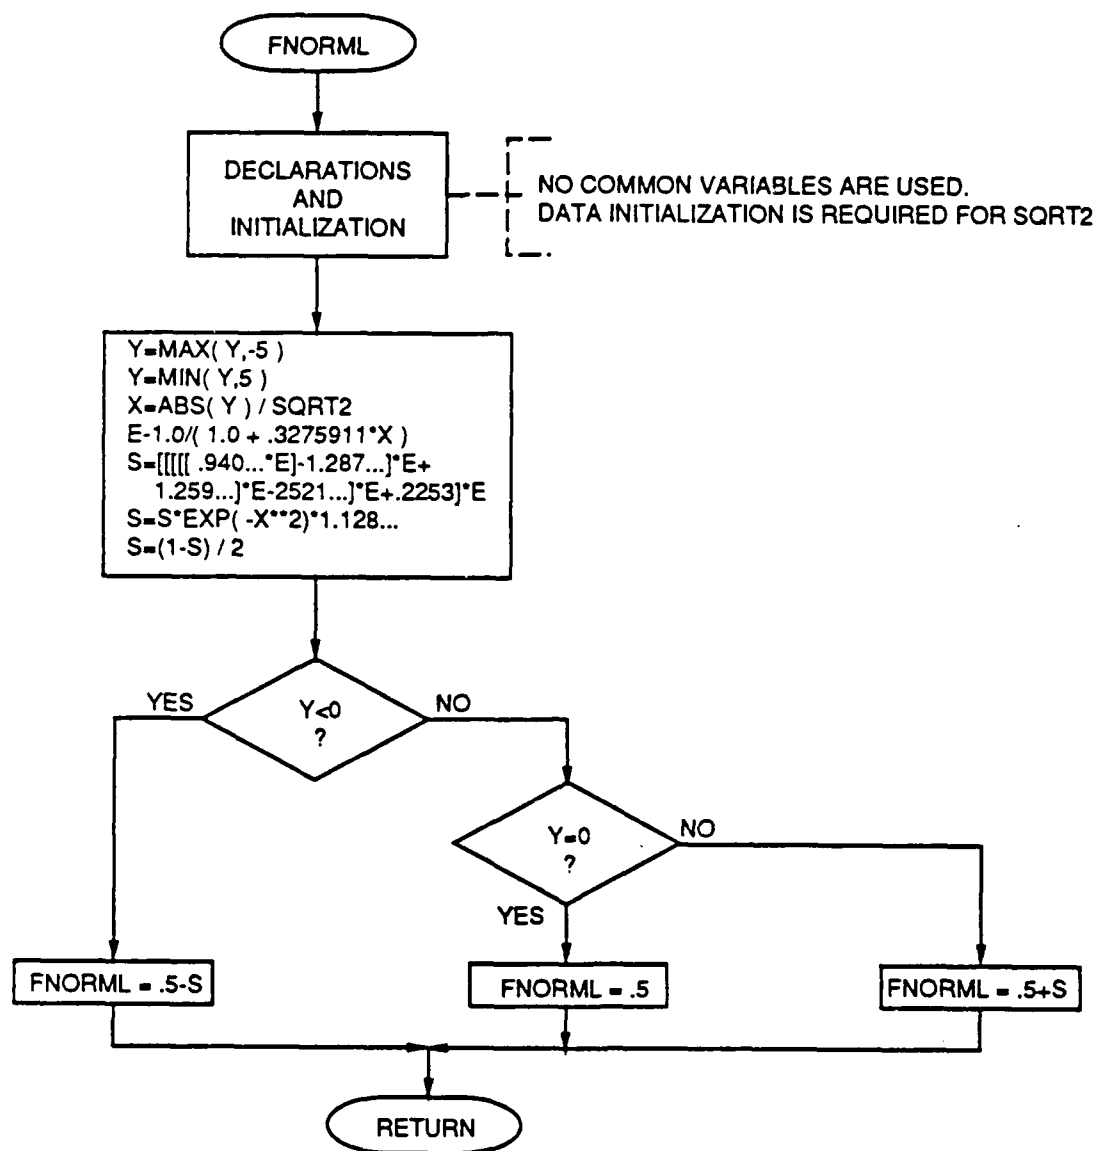 FNORML
DECLARATIONS
AND
INITIALIZATION
NO COMMON VARIABLES ARE USED.
DATA INITIALIZATION IS REQUIRED FOR SQRT2
Y=MAX( Y,-5 )
Y=MIN( Y,5 )
X=ABS( Y ) / SQRT2
E-1.0/( 1.0 + .3275911*X )
S=[[[[[ .940...*E]-1.287...]*E+
1.259...]*E-2521...]*E+.2253]*E
S=S*EXP( -X**2)*1.128...
S=(1-S) / 2
YES
Y<0
?
NO
Y=0
?
NO
YES
FNORML = .5-S
FNORML = .5
FNORML = .5+S
RETURN